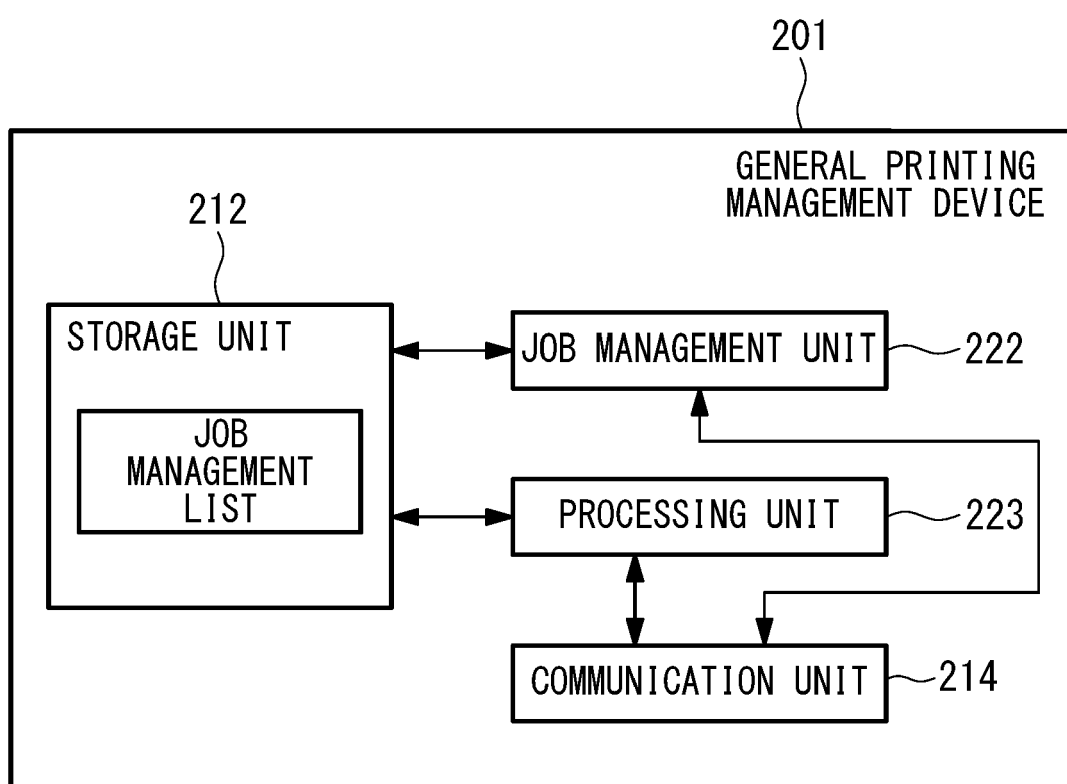 201
GENERAL PRINTING
MANAGEMENT DEVICE
212
STORAGE UNIT
JOB
MANAGEMENT
LIST
JOB MANAGEMENT UNIT
222
PROCESSING UNIT
223
COMMUNICATION UNIT
214